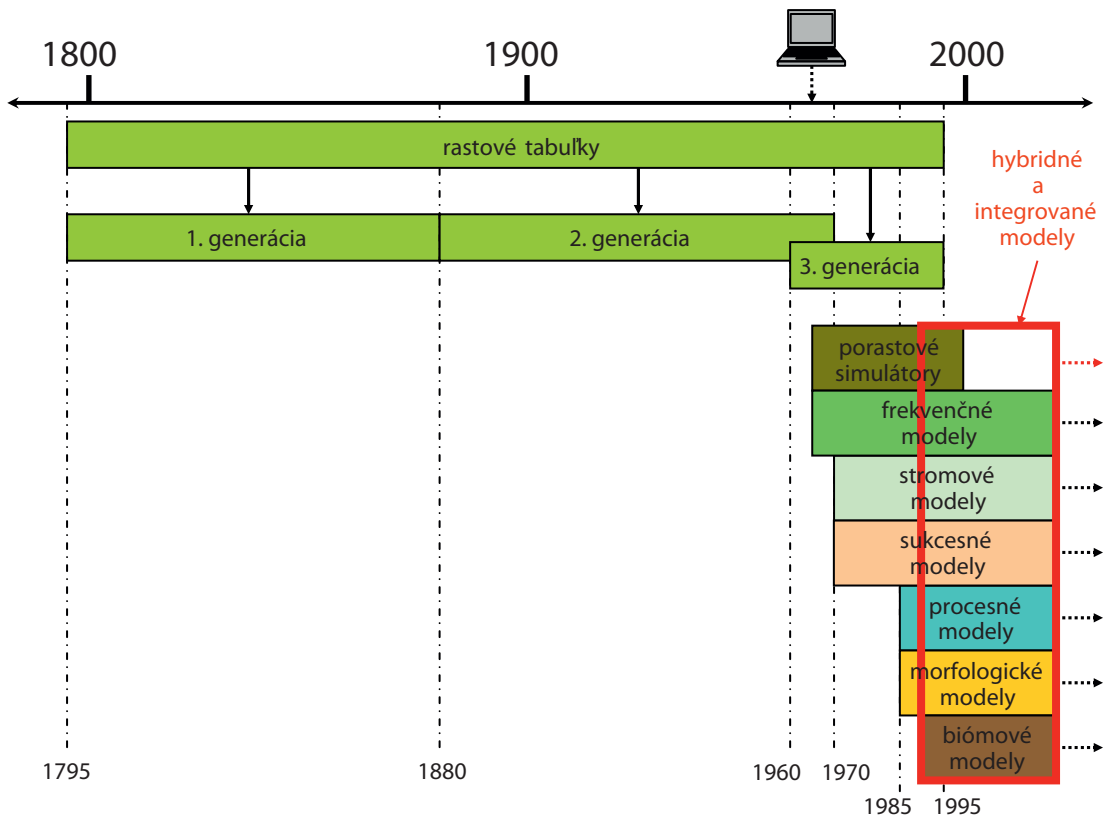 1800
1900
2000
rastové tabuľky
hybridné
a
integrované
modely
1. generácia
2. generácia
3. generácia
porastové
simulátory
frekvenčné
modely
stromové
modely
sukcesné
modely
procesné
modely
morfologické
modely
biómové
modely
1795
1880
1960
1970
1985
1995